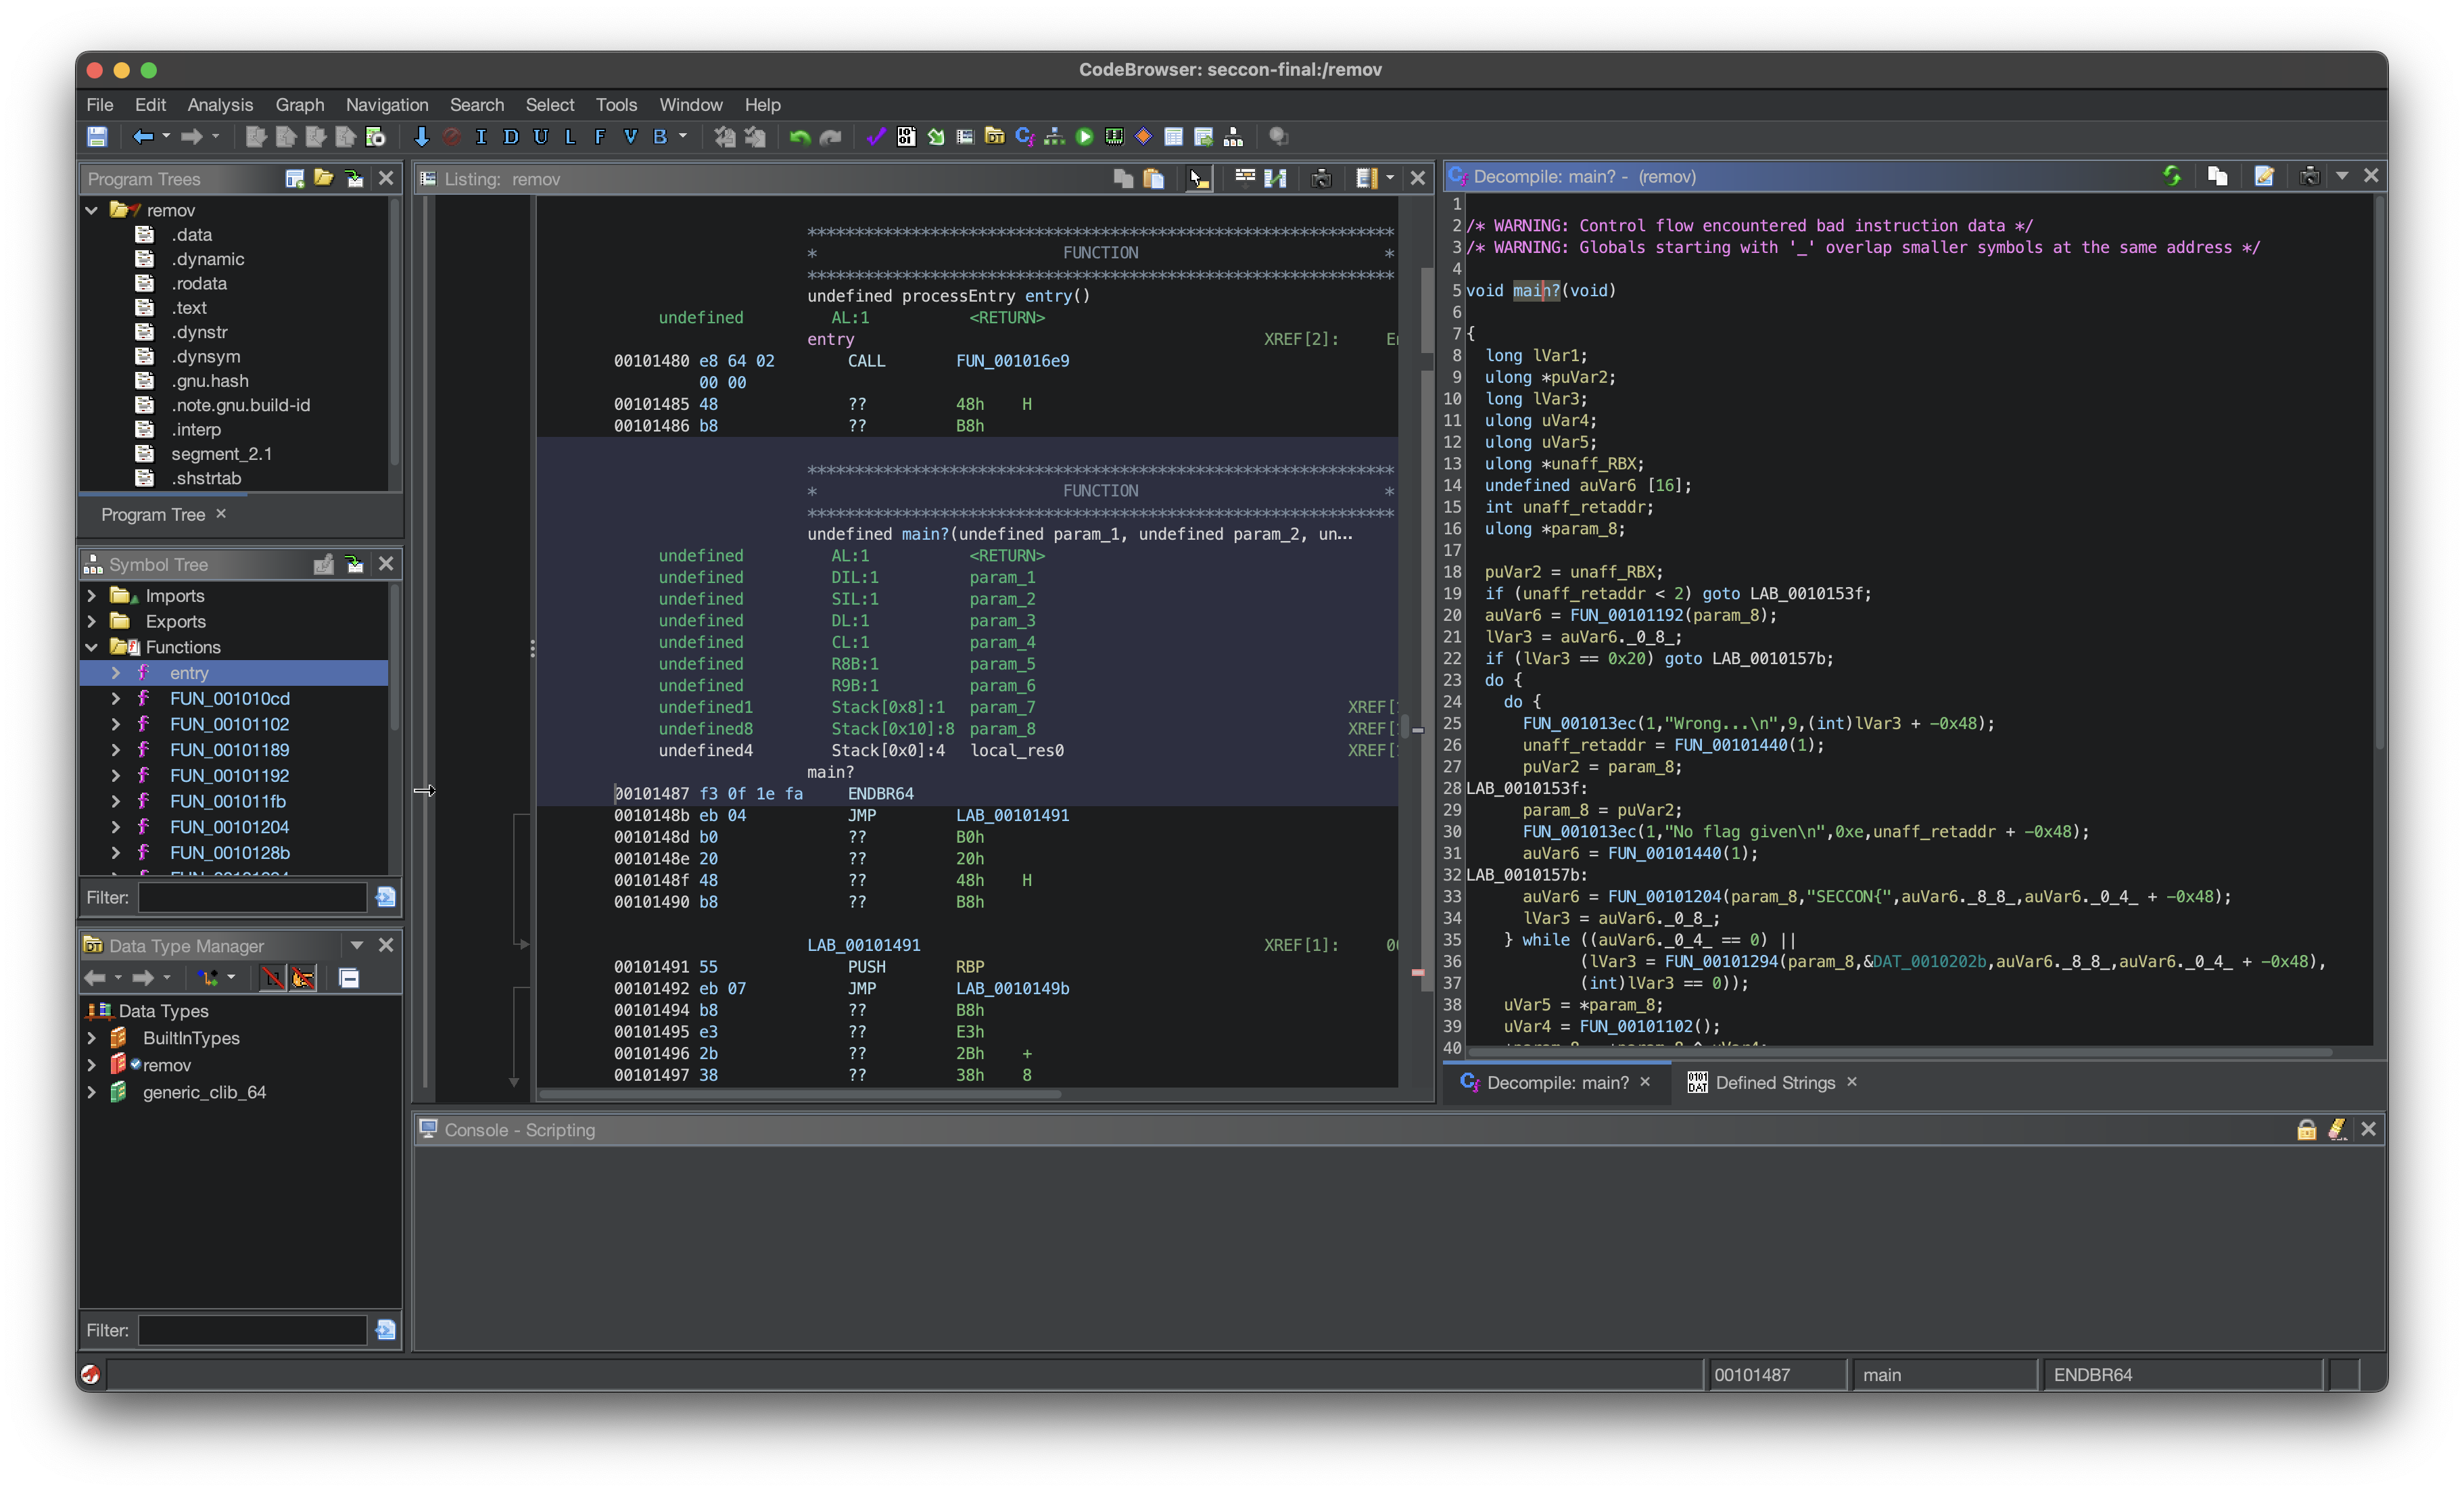 CodeBrowser: seccon-final:/remov
File Edit Analysis Graph Navigation Search Select Tools Window Help
I D U L F V B
Program Trees
remov
.data
.dynamic
.rodata
.text
.dynstr
.dynsym
.gnu.hash
.note.gnu.build-id
.interp
segment_2.1
.shstrtab
Program Tree
Symbol Tree
Imports
Exports
Functions
entry
FUN_001010cd
FUN_00101102
FUN_00101189
FUN_00101192
FUN_001011fb
FUN_00101204
FUN_0010128b
Filter:
Data Type Manager
Data Types
BuiltInTypes
remov
generic_clib_64
Filter:
Listing: remov
**************************************************************
* FUNCTION *
**************************************************************
undefined processEntry entry()
undefined AL:1 <RETURN>
entry XREF[2]:
00101480 e8 64 02 CALL FUN_001016e9
00 00
00101485 48 ?? 48h H
00101486 b8 ?? B8h
**************************************************************
* FUNCTION *
**************************************************************
undefined main?(undefined param_1, undefined param_2, un...
undefined AL:1 <RETURN>
undefined DIL:1 param_1
undefined SIL:1 param_2
undefined DL:1 param_3
undefined CL:1 param_4
undefined R8B:1 param_5
undefined R9B:1 param_6
undefined1 Stack[0x8]:1 param_7 XREF[
undefined8 Stack[0x10]:8 param_8 XREF[
undefined4 Stack[0x0]:4 local_res0 XREF[
main?
00101487 f3 0f 1e fa ENDBR64
0010148b eb 04 JMP LAB_00101491
0010148d b0 ?? B0h
0010148e 20 ?? 20h
0010148f 48 ?? 48h H
00101490 b8 ?? B8h
LAB_00101491 XREF[1]:
00101491 55 PUSH RBP
00101492 eb 07 JMP LAB_0010149b
00101494 b8 ?? B8h
00101495 e3 ?? E3h
00101496 2b ?? 2Bh +
00101497 38 ?? 38h 8
Decompile: main? - (remov)
1
2 /* WARNING: Control flow encountered bad instruction data */
3 /* WARNING: Globals starting with '_' overlap smaller symbols at the same address */
4
5 void main?(void)
6
7 {
8 long lVar1;
9 ulong *puVar2;
10 long lVar3;
11 ulong uVar4;
12 ulong uVar5;
13 ulong *unaff_RBX;
14 undefined auVar6 [16];
15 int unaff_retaddr;
16 ulong *param_8;
17
18 puVar2 = unaff_RBX;
19 if (unaff_retaddr < 2) goto LAB_0010153f;
20 auVar6 = FUN_00101192(param_8);
21 lVar3 = auVar6._0_8_;
22 if (lVar3 == 0x20) goto LAB_0010157b;
23 do {
24 do {
25 FUN_001013ec(1,"Wrong...\n",9,(int)lVar3 + -0x48);
26 unaff_retaddr = FUN_00101440(1);
27 puVar2 = param_8;
28 LAB_0010153f:
29 param_8 = puVar2;
30 FUN_001013ec(1,"No flag given\n",0xe,unaff_retaddr + -0x48);
31 auVar6 = FUN_00101440(1);
32 LAB_0010157b:
33 auVar6 = FUN_00101204(param_8,"SECCON{",auVar6._8_8_,auVar6._0_4_ + -0x48);
34 lVar3 = auVar6._0_8_;
35 } while ((auVar6._0_4_ == 0) ||
36 (lVar3 = FUN_00101294(param_8,&DAT_0010202b,auVar6._8_8_,auVar6._0_4_ + -0x48),
37 (int)lVar3 == 0));
38 uVar5 = *param_8;
39 uVar4 = FUN_00101102();
40
Decompile: main? Defined Strings
Console - Scripting
00101487 main ENDBR64